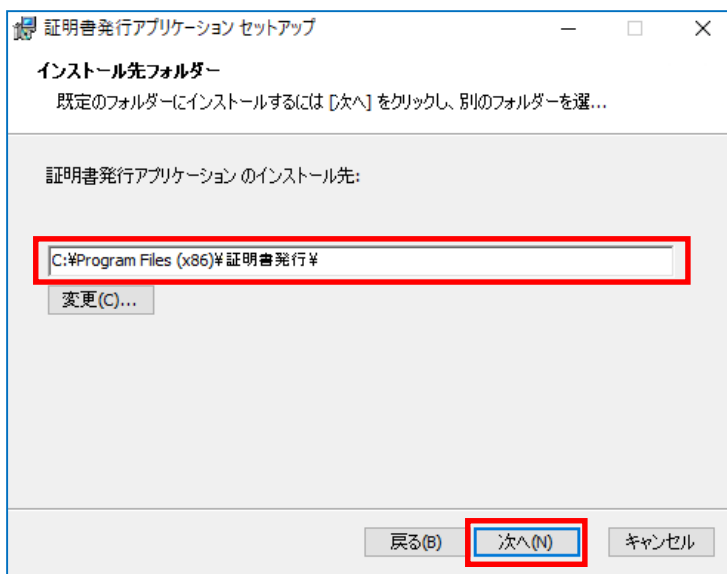 証明書発行アプリケーション セットアップ
インストール先フォルダー
既定のフォルダーにインストールするには [次へ] をクリックし、別のフォルダーを選...
証明書発行アプリケーション のインストール先:
C:¥Program Files (x86)¥証明書発行¥
変更(C)...
戻る(B) 次へ(N) キャンセル